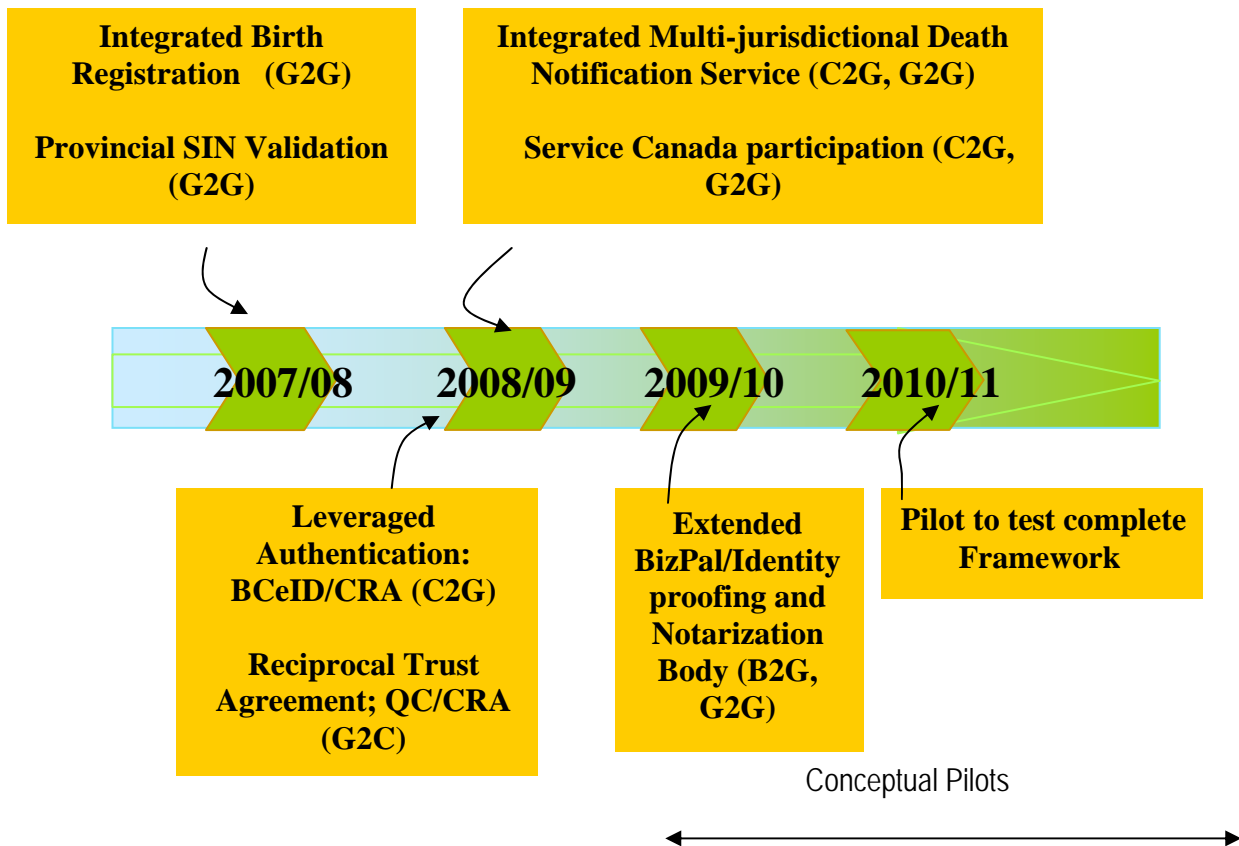 Integrated Birth
Registration (G2G)
Provincial SIN Validation
(G2G)
Integrated Multi-jurisdictional Death
Notification Service (C2G, G2G)
Service Canada participation (C2G,
G2G)
2007/08
2008/09
2009/10
2010/11
Leveraged
Authentication:
BCeID/CRA (C2G)
Reciprocal Trust
Agreement; QC/CRA
(G2C)
Extended
BizPal/Identity
proofing and
Notarization
Body (B2G,
G2G)
Pilot to test complete
Framework
Conceptual Pilots